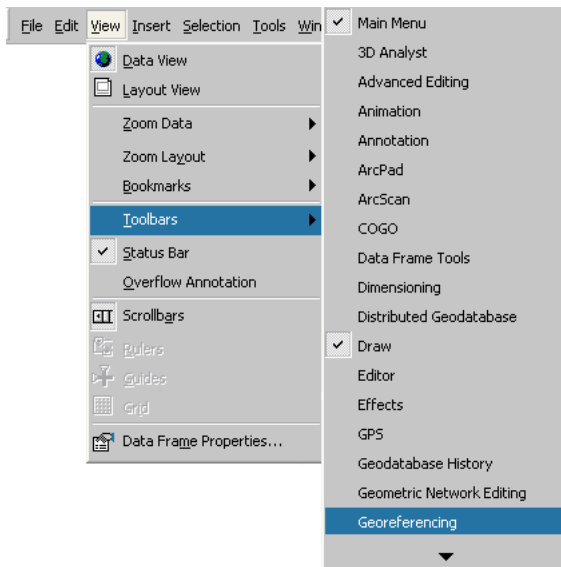 File Edit View Insert Selection Tools Win
Data View
Layout View
Zoom Data
Zoom Layout
Bookmarks
Toolbars
Status Bar
Overflow Annotation
Scrollbars
Rulers
Guides
Grid
Data Frame Properties...
Main Menu
3D Analyst
Advanced Editing
Animation
Annotation
ArcPad
ArcScan
COGO
Data Frame Tools
Dimensioning
Distributed Geodatabase
Draw
Editor
Effects
GPS
Geodatabase History
Geometric Network Editing
Georeferencing